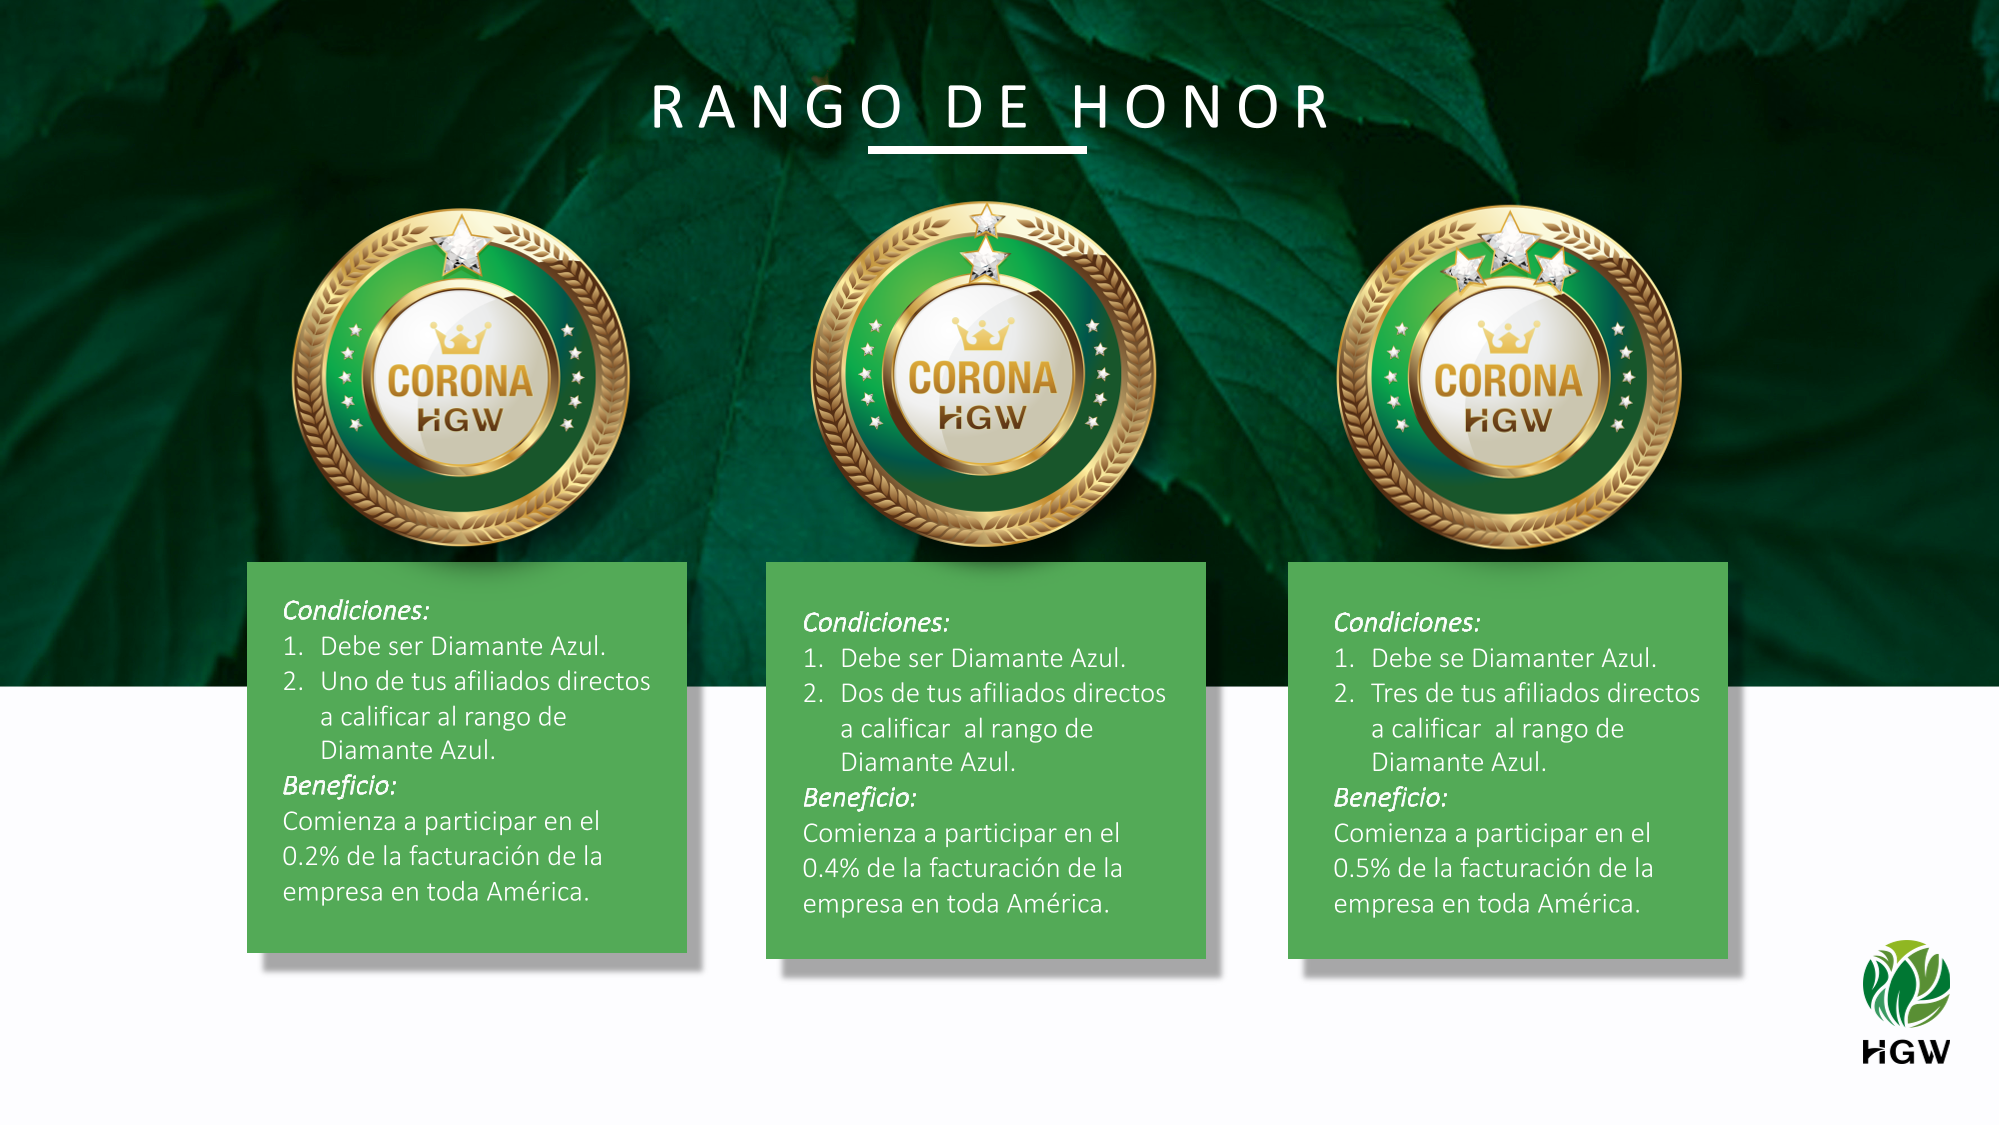 RANGO DE HONOR
CORONA
HGW
CORONA
HGW
CORONA
HGW
Condiciones:
1. Debe ser Diamante Azul.
2. Uno de tus afiliados directos
a calificar al rango de
Diamante Azul.
Beneficio:
Comienza a participar en el
0.2% de la facturación de la
empresa en toda América.
Condiciones:
1. Debe ser Diamante Azul.
2. Dos de tus afiliados directos
a calificar  al rango de
Diamante Azul.
Beneficio:
Comienza a participar en el
0.4% de la facturación de la
empresa en toda América.
Condiciones:
1. Debe se Diamanter Azul.
2. Tres de tus afiliados directos
a calificar  al rango de
Diamante Azul.
Beneficio:
Comienza a participar en el
0.5% de la facturación de la
empresa en toda América.
HGW